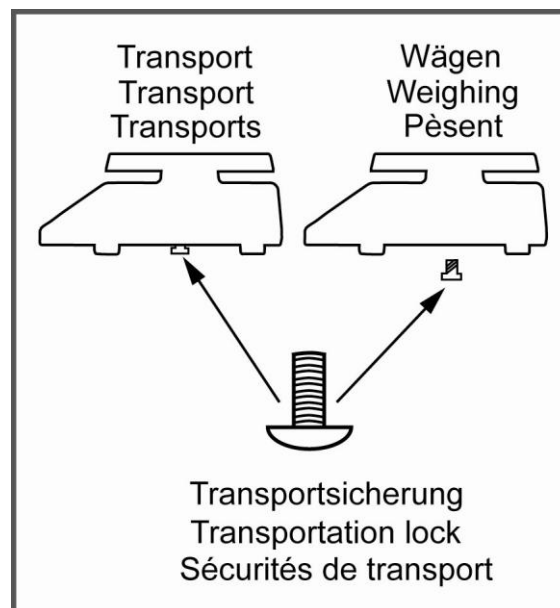 Transport
Transport
Transports
Wägen
Weighing
Pèsent
Transportsicherung
Transportation lock
Sécurités de transport